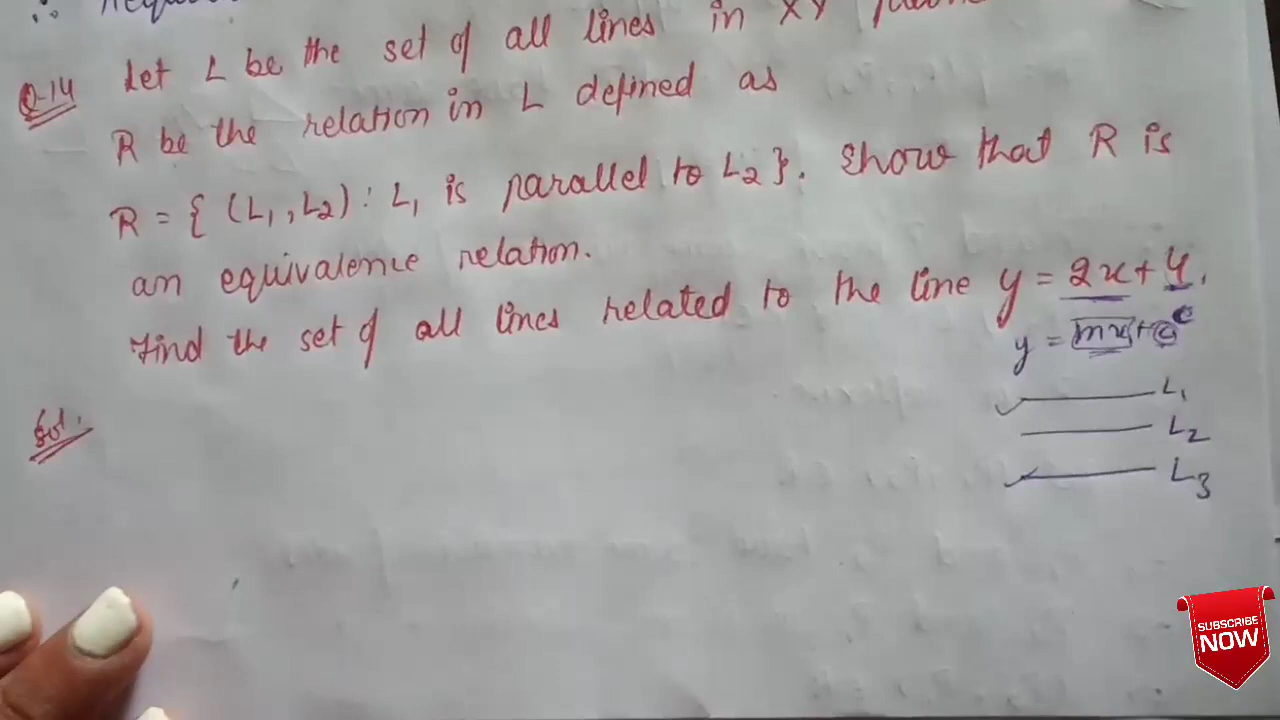 ∴ Require
Q-14 Let L be the set of all lines in XY plane
R be the relation in L defined as
R = { (L₁, L₂) : L₁ is parallel to L₂ }. Show that R is
an equivalence relation.
Find the set of all lines related to the line y = 2x + 4.
y = mx + c
L₁
L₂
L₃
Sol.
SUBSCRIBE
NOW